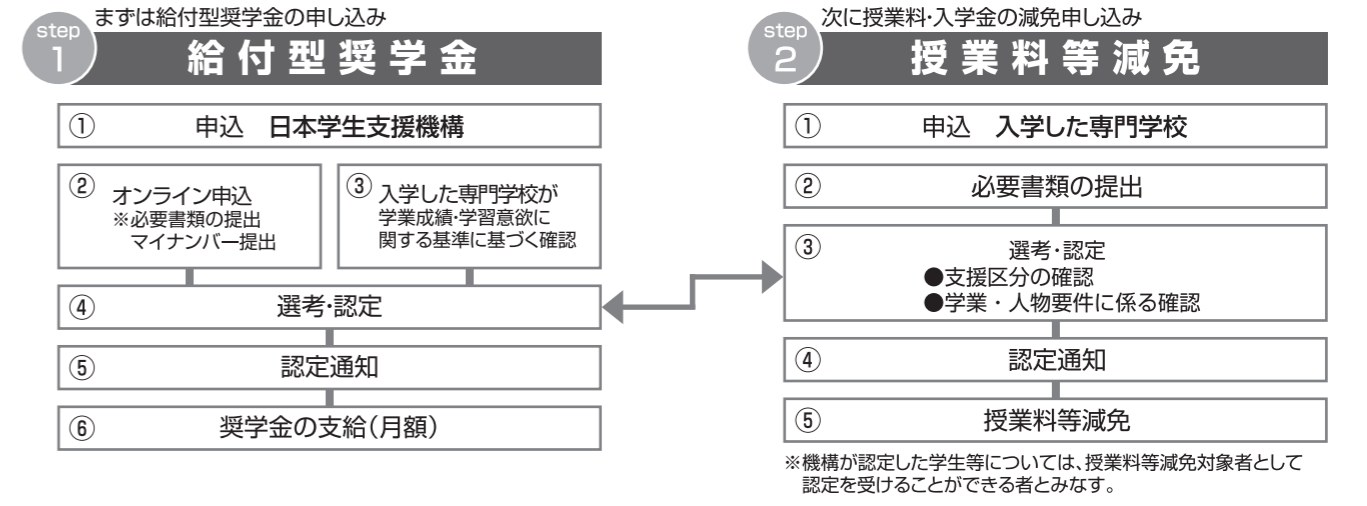 まずは給付型奨学金の申し込み
step
1
給付型奨学金
① 申込 日本学生支援機構
② オンライン申込
※必要書類の提出
マイナンバー提出
③ 入学した専門学校が
学業成績・学習意欲に
関する基準に基づく確認
④ 選考・認定
⑤ 認定通知
⑥ 奨学金の支給(月額)
次に授業料・入学金の減免申し込み
step
2
授業料等減免
① 申込 入学した専門学校
② 必要書類の提出
③ 選考・認定
●支援区分の確認
●学業・人物要件に係る確認
④ 認定通知
⑤ 授業料等減免
※機構が認定した学生等については、授業料等減免対象者として
認定を受けることができる者とみなす。